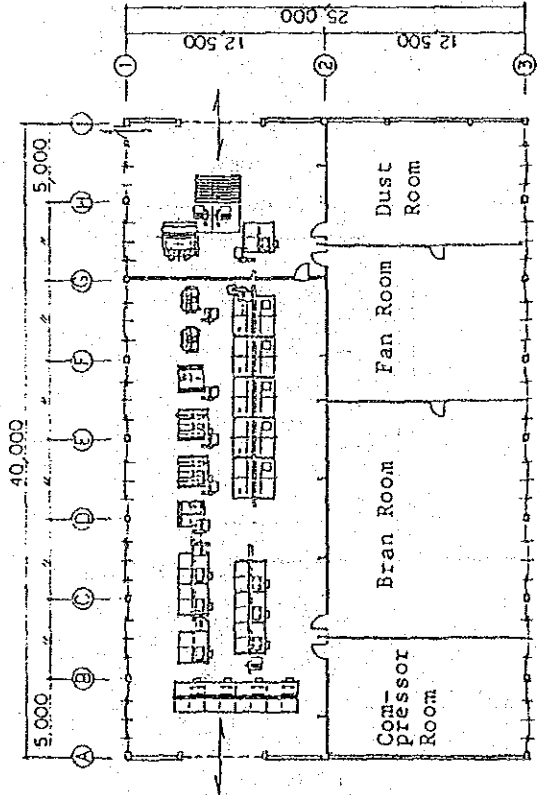 40,000
5,000 〃 〃 〃 〃 〃 〃 5,000
A B C D E F G H I
1
2
3
12,500
12,500
25,000
Com-
pressor
Room
Bran Room
Fan Room
Dust
Room